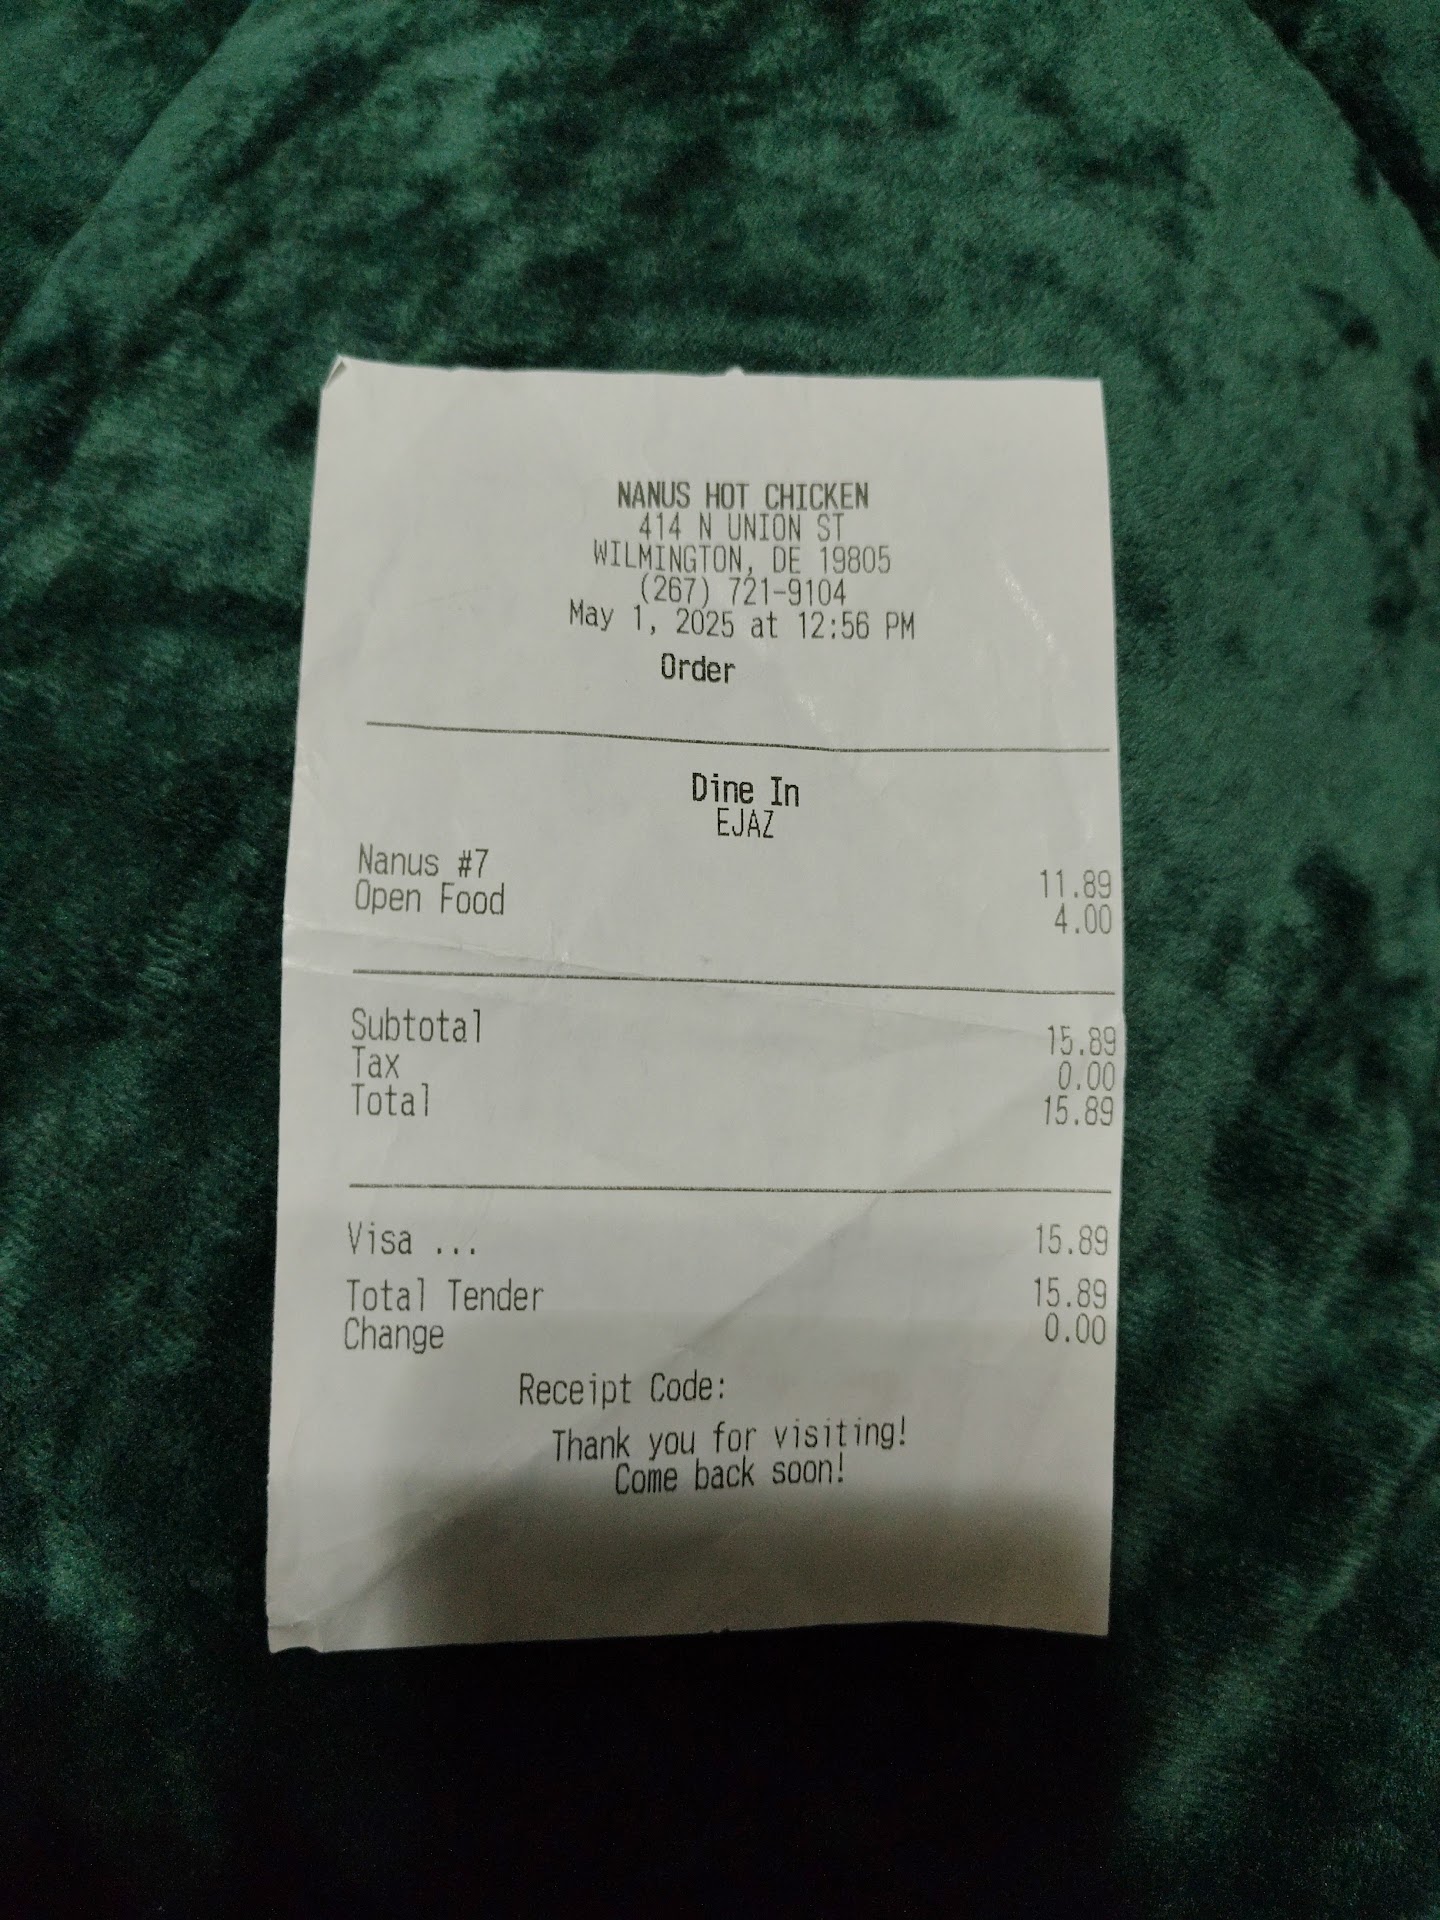 NANUS HOT CHICKEN
414 N UNION ST
WILMINGTON, DE 19805
(267) 721-9104
May 1, 2025 at 12:56 PM
Order
Dine In
EJAZ
Nanus #7 11.89
Open Food 4.00
Subtotal 15.89
Tax 0.00
Total 15.89
Visa ... 15.89
Total Tender 15.89
Change 0.00
Receipt Code:
Thank you for visiting!
Come back soon!